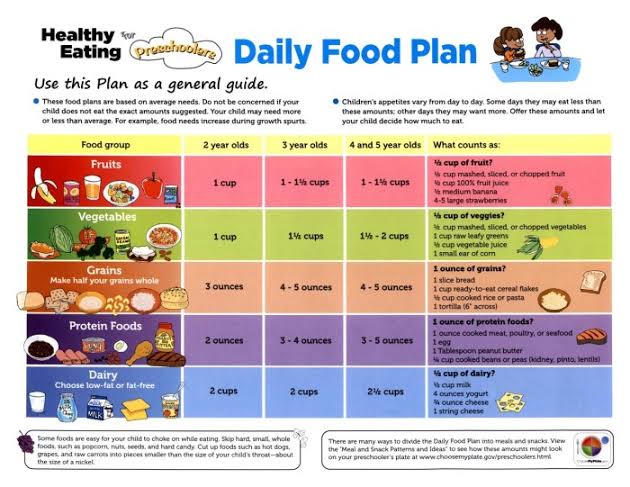 Healthy Eating for Preschoolers Daily Food Plan
Use this Plan as a general guide.
These food plans are based on average needs. Do not be concerned if your
child does not eat the exact amounts suggested. Your child may need more
or less than average. For example, food needs increase during growth spurts.
Children's appetites vary from day to day. Some days they may eat less than
these amounts; other days they may want more. Offer these amounts and let
your child decide how much to eat.
Food group 2 year olds 3 year olds 4 and 5 year olds What counts as:
Fruits
1 cup 1 - 1½ cups 1 - 1½ cups
½ cup of fruit?
½ cup mashed, sliced, or chopped fruit
½ cup 100% fruit juice
½ medium banana
4-5 large strawberries
Vegetables
1 cup 1½ cups 1½ - 2 cups
½ cup of veggies?
½ cup mashed, sliced, or chopped vegetables
1 cup raw leafy greens
½ cup vegetable juice
1 small ear of corn
Grains
Make half your grains whole
3 ounces 4 - 5 ounces 4 - 5 ounces
1 ounce of grains?
1 slice bread
1 cup ready-to-eat cereal flakes
½ cup cooked rice or pasta
1 tortilla (6" across)
Protein Foods
2 ounces 3 - 4 ounces 3 - 5 ounces
1 ounce of protein foods?
1 ounce cooked meat, poultry, or seafood
1 egg
1 Tablespoon peanut butter
¼ cup cooked beans or peas (kidney, pinto, lentils)
Dairy
Choose low-fat or fat-free
2 cups 2 cups 2½ cups
½ cup of dairy?
½ cup milk
4 ounces yogurt
¾ ounce cheese
1 string cheese
MILK
Some foods are easy for your child to choke on while eating. Skip hard, small, whole
foods, such as popcorn, nuts, seeds, and hard candy. Cut up foods such as hot dogs,
grapes, and raw carrots into pieces smaller than the size of your child's throat—about
the size of a nickel.
There are many ways to divide the Daily Food Plan into meals and snacks. View
the "Meal and Snack Patterns and Ideas" to see how these amounts might look
on your preschooler's plate at www.choosemyplate.gov/preschoolers.html.